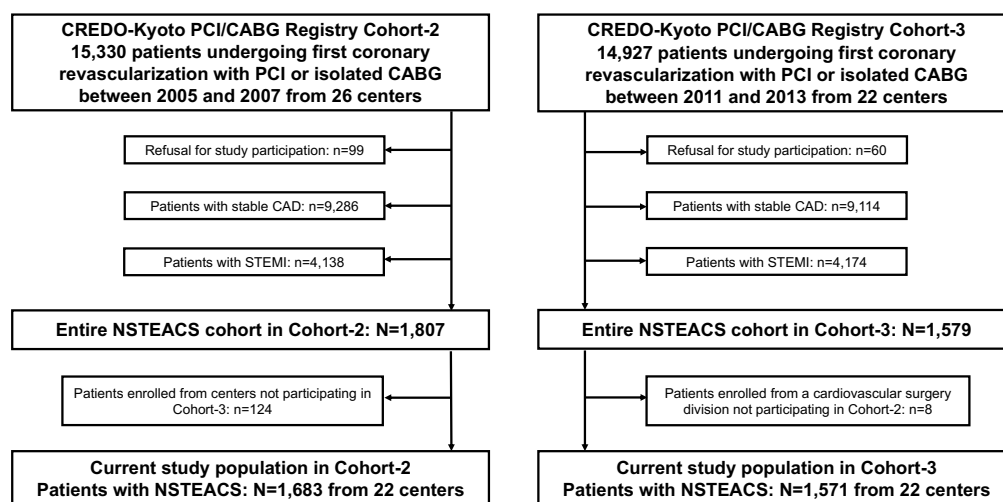 CREDO-Kyoto PCI/CABG Registry Cohort-2
15,330 patients undergoing first coronary
revascularization with PCI or isolated CABG
between 2005 and 2007 from 26 centers
Refusal for study participation: n=99
Patients with stable CAD: n=9,286
Patients with STEMI: n=4,138
Entire NSTEACS cohort in Cohort-2: N=1,807
Patients enrolled from centers not participating in
Cohort-3: n=124
Current study population in Cohort-2
Patients with NSTEACS: N=1,683 from 22 centers
CREDO-Kyoto PCI/CABG Registry Cohort-3
14,927 patients undergoing first coronary
revascularization with PCI or isolated CABG
between 2011 and 2013 from 22 centers
Refusal for study participation: n=60
Patients with stable CAD: n=9,114
Patients with STEMI: n=4,174
Entire NSTEACS cohort in Cohort-3: N=1,579
Patients enrolled from a cardiovascular surgery
division not participating in Cohort-2: n=8
Current study population in Cohort-3
Patients with NSTEACS: N=1,571 from 22 centers